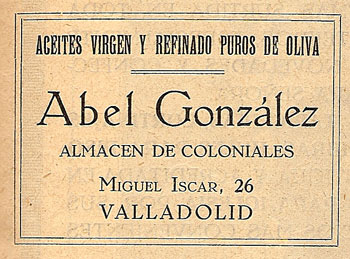 ACEITES VIRGEN Y REFINADO PUROS DE OLIVA
Abel González
ALMACEN DE COLONIALES
MIGUEL ISCAR, 26
VALLADOLID